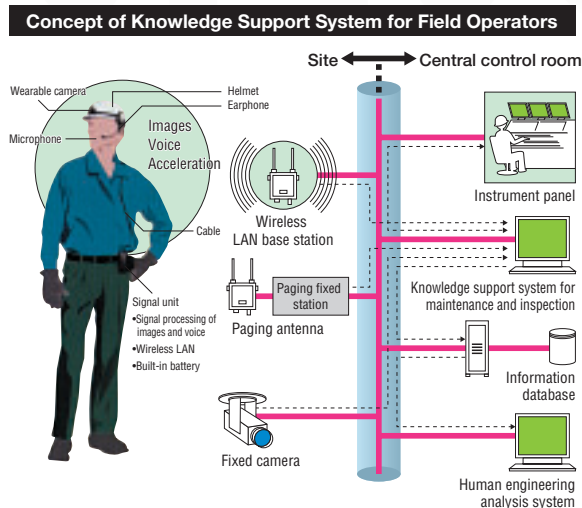 Concept of Knowledge Support System for Field Operators
Site
Central control room
Wearable camera
Helmet
Earphone
Microphone
Images
Voice
Acceleration
Cable
Signal unit
•Signal processing of
images and voice
•Wireless LAN
•Built-in battery
Wireless
LAN base station
Paging fixed
station
Paging antenna
Fixed camera
Instrument panel
Knowledge support system for
maintenance and inspection
Information
database
Human engineering
analysis system